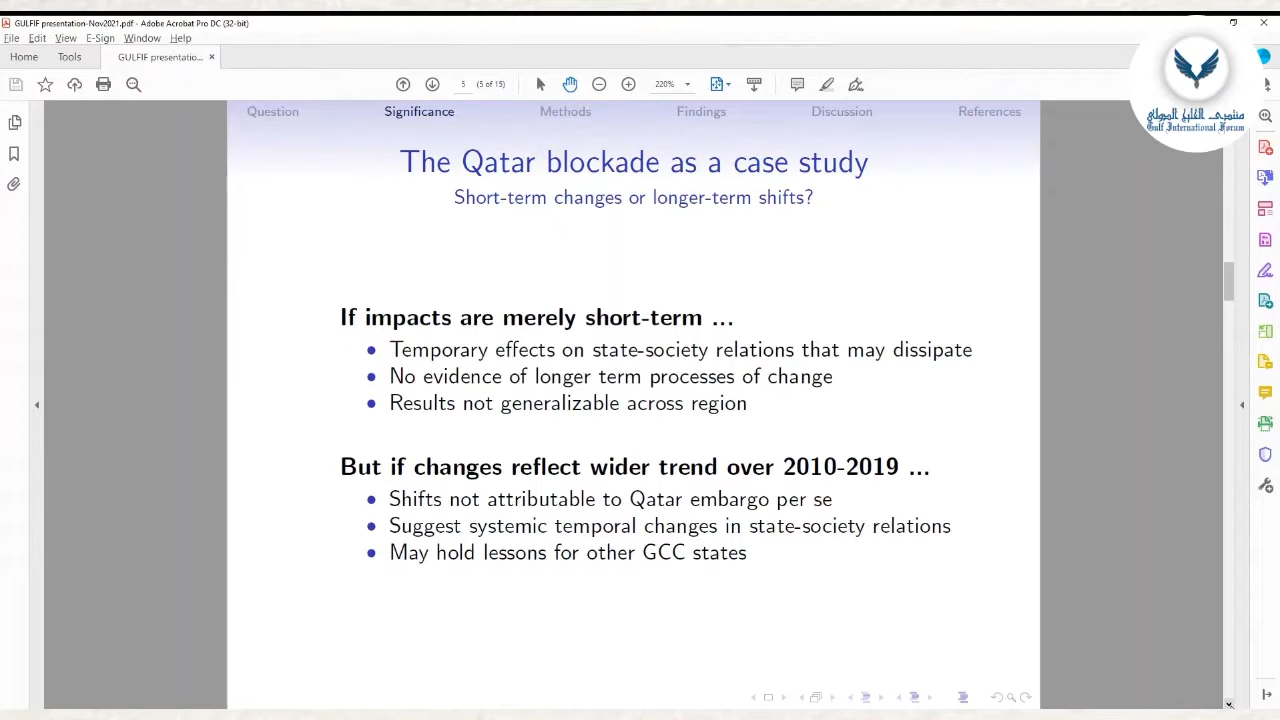 GULFIF presentation-Nov2021.pdf - Adobe Acrobat Pro DC (32-bit)
File Edit View E-Sign Window Help
Home Tools GULFIF presentatio... ×
5 (5 of 15) 220%
منتدى الخليج الدولي
Gulf International Forum
Question Significance Methods Findings Discussion References
The Qatar blockade as a case study
Short-term changes or longer-term shifts?
If impacts are merely short-term ...
• Temporary effects on state-society relations that may dissipate
• No evidence of longer term processes of change
• Results not generalizable across region
But if changes reflect wider trend over 2010-2019 ...
• Shifts not attributable to Qatar embargo per se
• Suggest systemic temporal changes in state-society relations
• May hold lessons for other GCC states